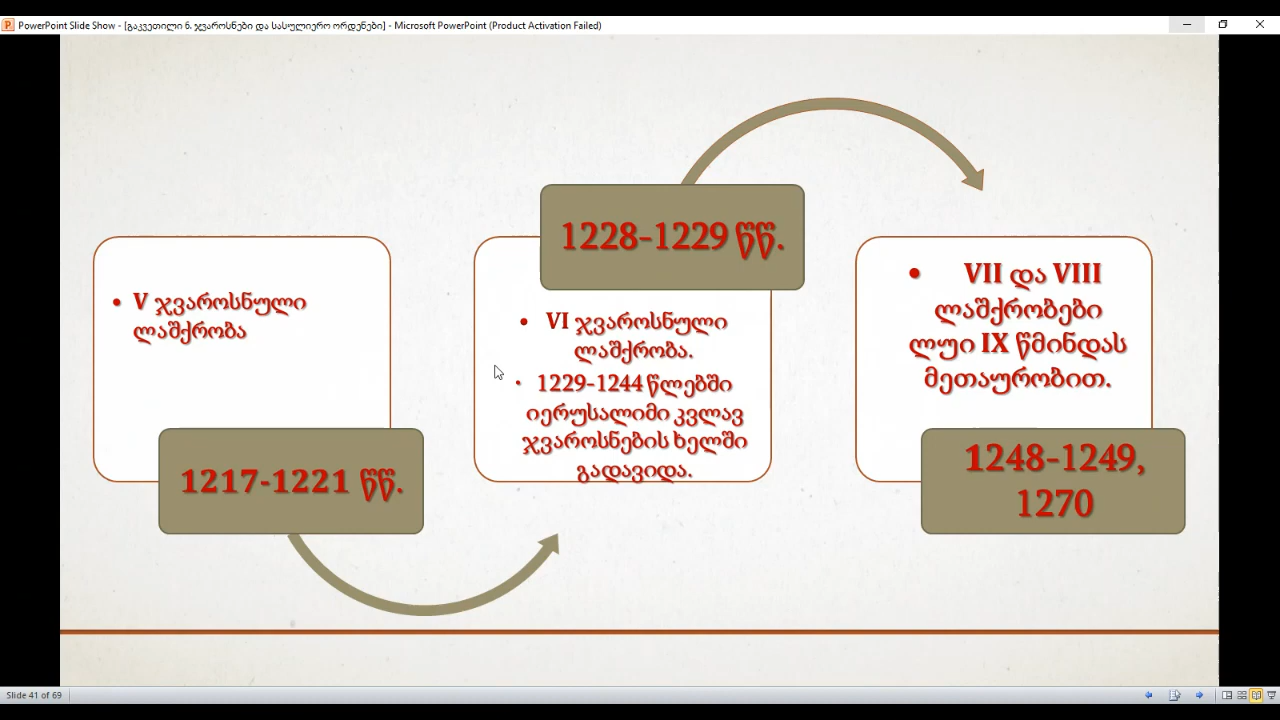 PowerPoint Slide Show - [გაკვეთილი 6. ჯვაროსნები და სასულიერო ორდენები] - Microsoft PowerPoint (Product Activation Failed)
• V ჯვაროსნული
ლაშქრობა
1217-1221 წწ.
1228-1229 წწ.
• VI ჯვაროსნული
ლაშქრობა.
• 1229-1244 წლებში
იერუსალიმი კვლავ
ჯვაროსნების ხელში
გადავიდა.
• VII და VIII
ლაშქრობები
ლუი IX წმინდას
მეთაურობით.
1248-1249,
1270
Slide 41 of 69